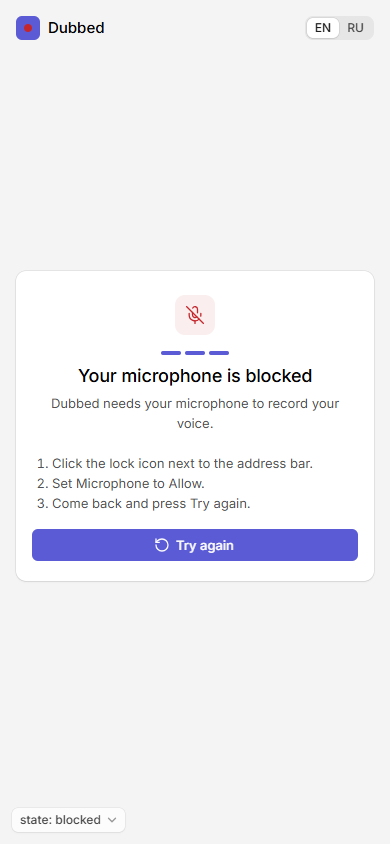 Dubbed
EN RU
Your microphone is blocked
Dubbed needs your microphone to record your
voice.
1. Click the lock icon next to the address bar.
2. Set Microphone to Allow.
3. Come back and press Try again.
Try again
state: blocked